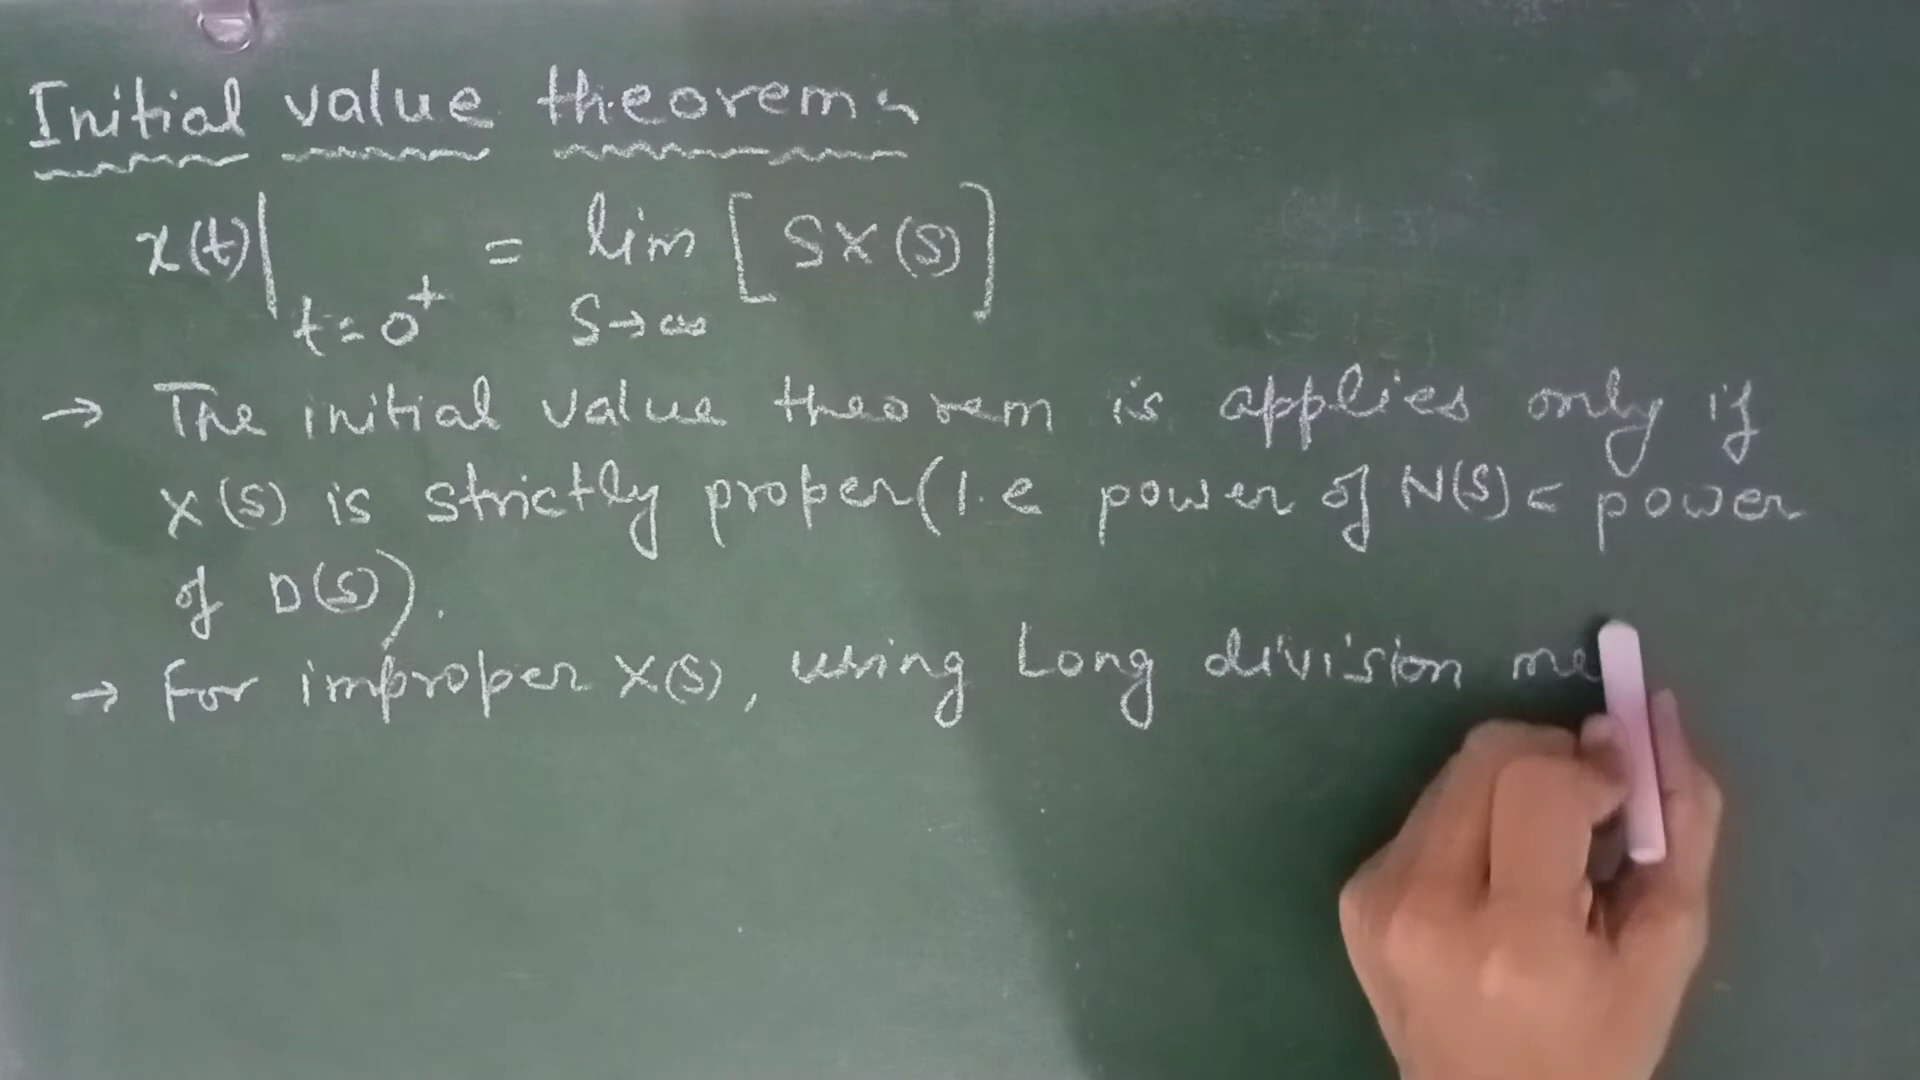 Initial value theorem:-
x(t)| = lim [SX(S)]
t=0⁺ S→∞
→ The initial value theorem is applies only if
X(S) is strictly proper (i.e power of N(S) < power
of D(S)).
→ For improper X(S), using Long division me